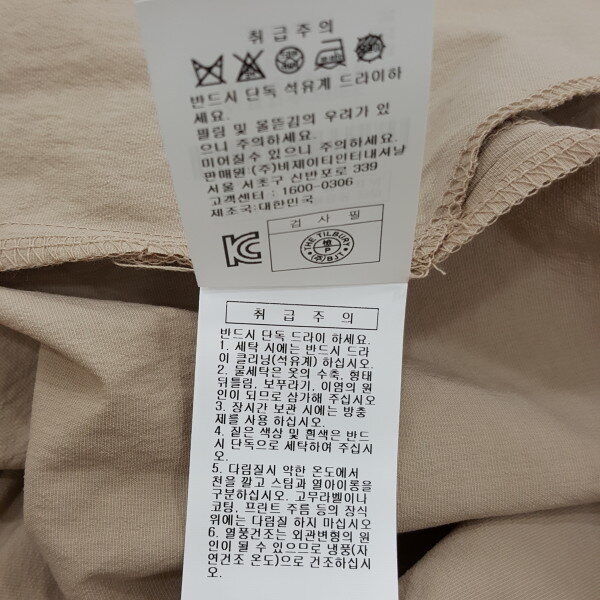 취급주의
반드시 단독 석유계 드라이하
세요.
필링 및 올뜯김의 우려가 있
으니 주의하세요.
미어질수 있으니 주의하세요.
판매원:(주)비제이티인터내셔날
서울 서초구 신반포로 339
고객센터 : 1600-0306
제조국:대한민국
검 사 필
THE TILBURY
檢
P
(주)BJT
취 급 주 의
반드시 단독 드라이 하세요.
1. 세탁 시에는 반드시 드라
이 클리닝(석유계) 하십시오.
2. 물세탁은 옷의 수축, 형태
뒤틀림, 보푸라기, 이염의 원
인이 되므로 삼가해 주십시오
3. 장시간 보관 시에는 방충
제를 사용하십시오.
4. 짙은 색상 및 흰색은 반드
시 단독으로 세탁하여 주십시
오.
5. 다림질시 약한 온도에서
천을 깔고 스팀과 열아이롱을
구분하십시오. 고무라벨이나
코팅, 프린트 주름 등의 장식
위에는 다림질 하지 마십시오
6. 열풍건조는 외관변형의 원
인이 될 수 있으므로 냉풍(자
연건조 온도)으로 건조하십시
오.